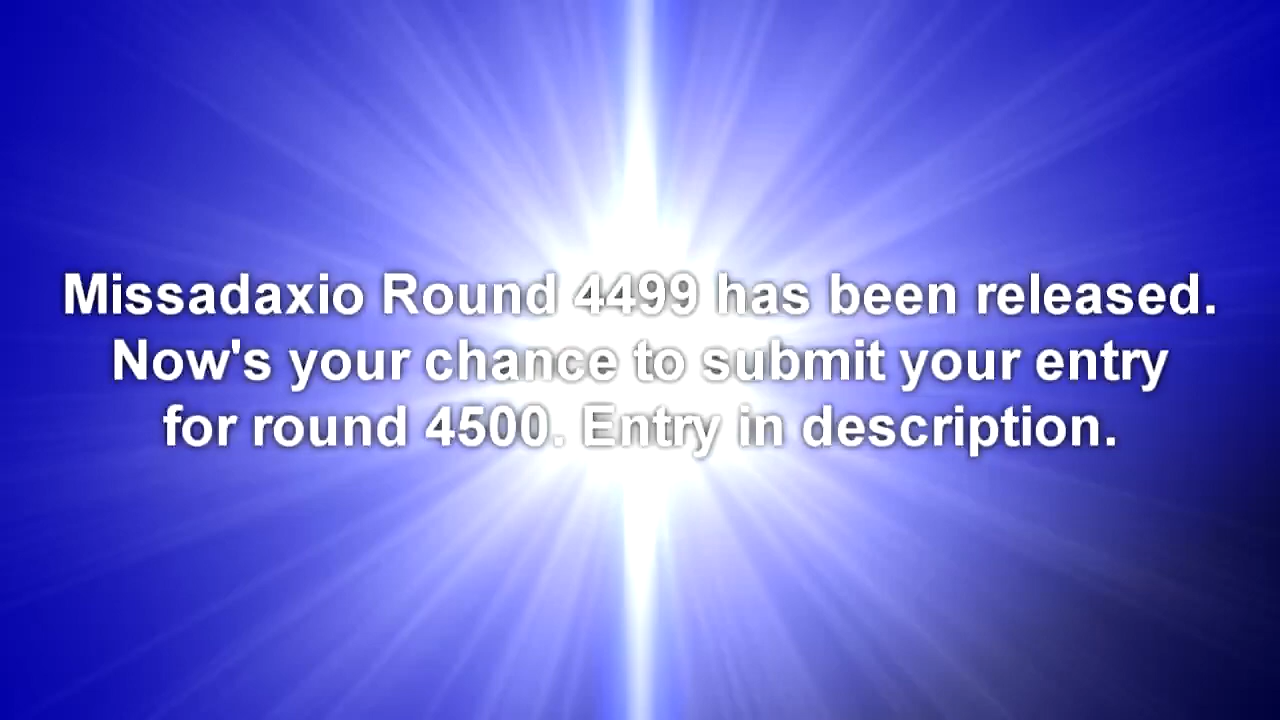 Missadaxio Round 4499 has been released.
Now's your chance to submit your entry
for round 4500. Entry in description.